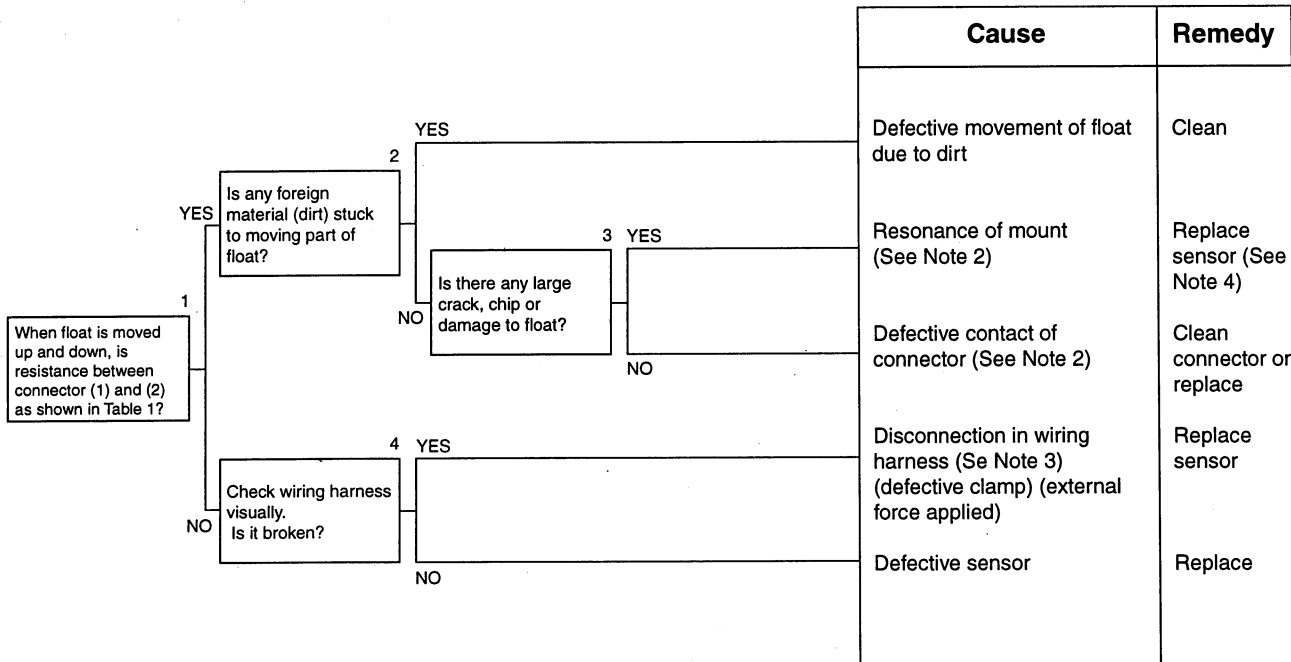 Cause
Remedy
YES
Defective movement of float
due to dirt
Clean
2
Is any foreign
material (dirt) stuck
to moving part of
float?
YES
3
YES
Resonance of mount
(See Note 2)
Replace
sensor (See
Note 4)
Is there any large
crack, chip or
damage to float?
NO
1
When float is moved
up and down, is
resistance between
connector (1) and (2)
as shown in Table 1?
NO
Defective contact of
connector (See Note 2)
Clean
connector or
replace
4
YES
Disconnection in wiring
harness (Se Note 3)
(defective clamp) (external
force applied)
Replace
sensor
Check wiring harness
visually.
Is it broken?
NO
NO
Defective sensor
Replace